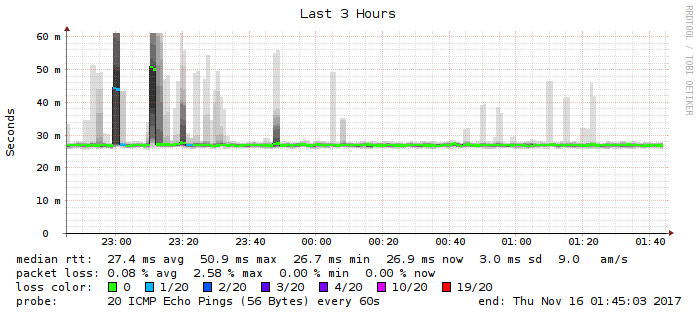 Last 3 Hours
RRDTOOL / TOBI OETIKER
Seconds
60 m
50 m
40 m
30 m
20 m
10 m
0
23:00 23:20 23:40 00:00 00:20 00:40 01:00 01:20 01:40
median rtt: 27.4 ms avg 50.9 ms max 26.7 ms min 26.9 ms now 3.0 ms sd 9.0 am/s
packet loss: 0.08 % avg 2.58 % max 0.00 % min 0.00 % now
loss color: 0 1/20 2/20 3/20 4/20 10/20 19/20
probe: 20 ICMP Echo Pings (56 Bytes) every 60s end: Thu Nov 16 01:45:03 2017